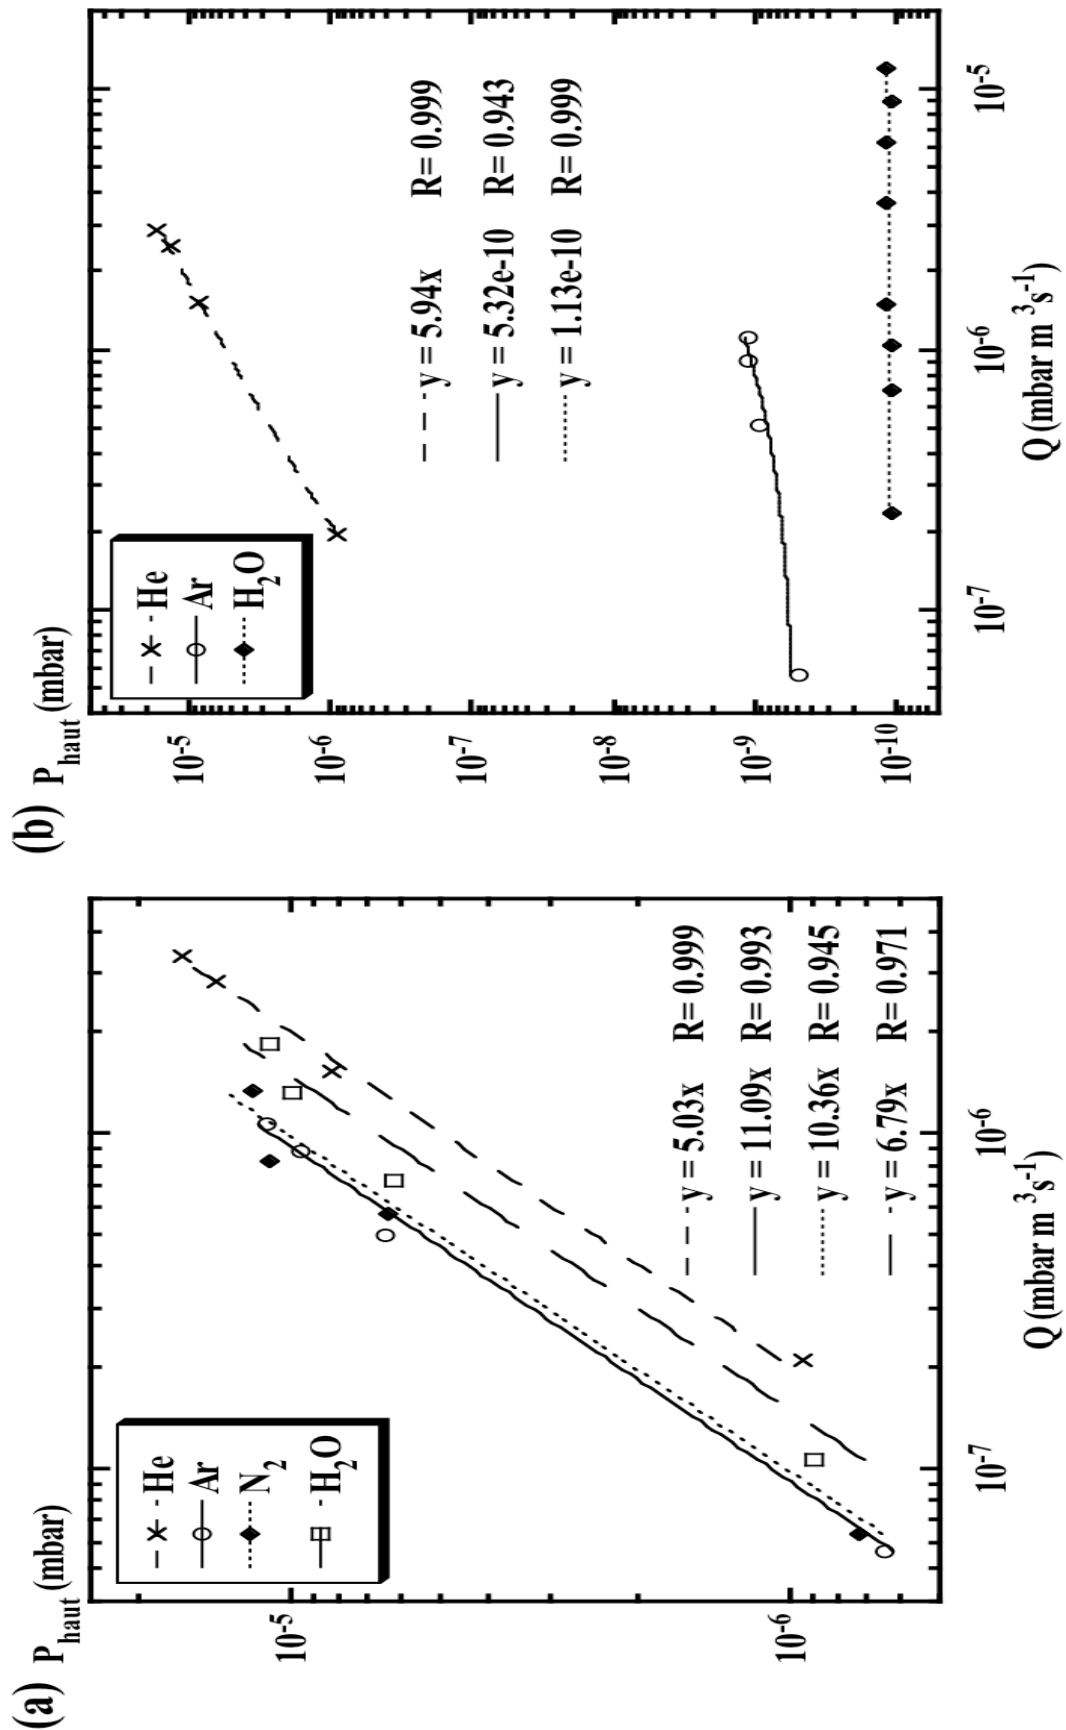 (a) P_haut (mbar)
He
Ar
N₂
H₂O
10⁻⁵
10⁻⁶
y = 5.03x R= 0.999
y = 11.09x R= 0.993
y = 10.36x R= 0.945
y = 6.79x R= 0.971
10⁻⁷ 10⁻⁶
Q (mbar m³s⁻¹)
(b) P_haut (mbar)
He
Ar
H₂O
10⁻⁵
10⁻⁶
10⁻⁷
10⁻⁸
10⁻⁹
10⁻¹⁰
y = 5.94x R= 0.999
y = 5.32e-10 R= 0.943
y = 1.13e-10 R= 0.999
10⁻⁷ 10⁻⁶ 10⁻⁵
Q (mbar m³s⁻¹)